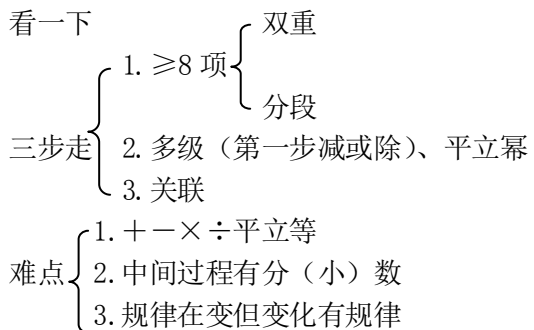 看一下
双重
1. ≥8 项
分段
三步走 2. 多级（第一步减或除）、平立幂
3. 关联
1. ＋－×÷平立等
难点 2. 中间过程有分（小）数
3. 规律在变但变化有规律